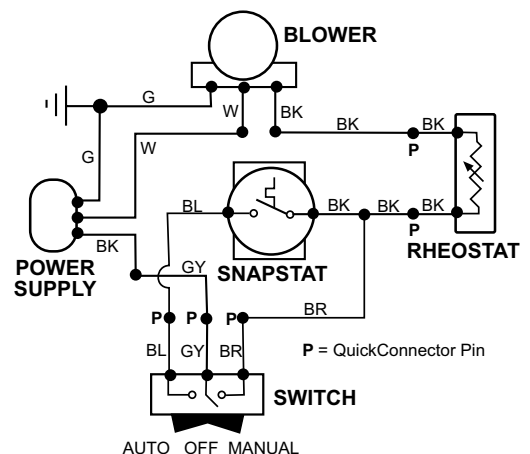 BLOWER
G
W
BK
BK
BK
P
G
W
BL
BK
BK
BK
P
RHEOSTAT
SNAPSTAT
BK
POWER
SUPPLY
GY
BR
P
P
P
BL
GY
BR
P = QuickConnector Pin
SWITCH
AUTO OFF MANUAL